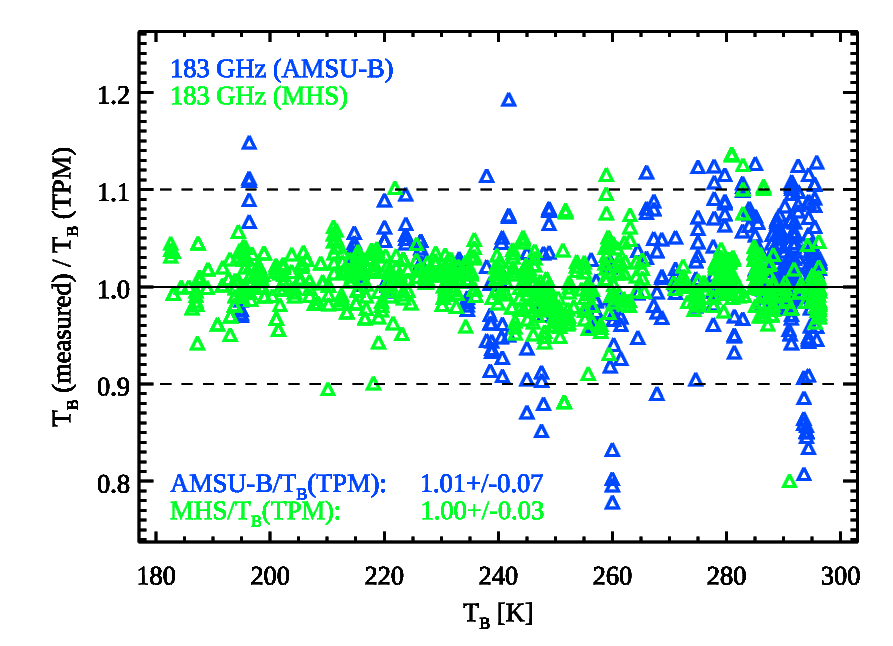 183 GHz (AMSU-B)
183 GHz (MHS)
1.2
1.1
1.0
0.9
0.8
T_B (measured) / T_B (TPM)
AMSU-B/T_B(TPM): 1.01+/-0.07
MHS/T_B(TPM): 1.00+/-0.03
180 200 220 240 260 280 300
T_B [K]